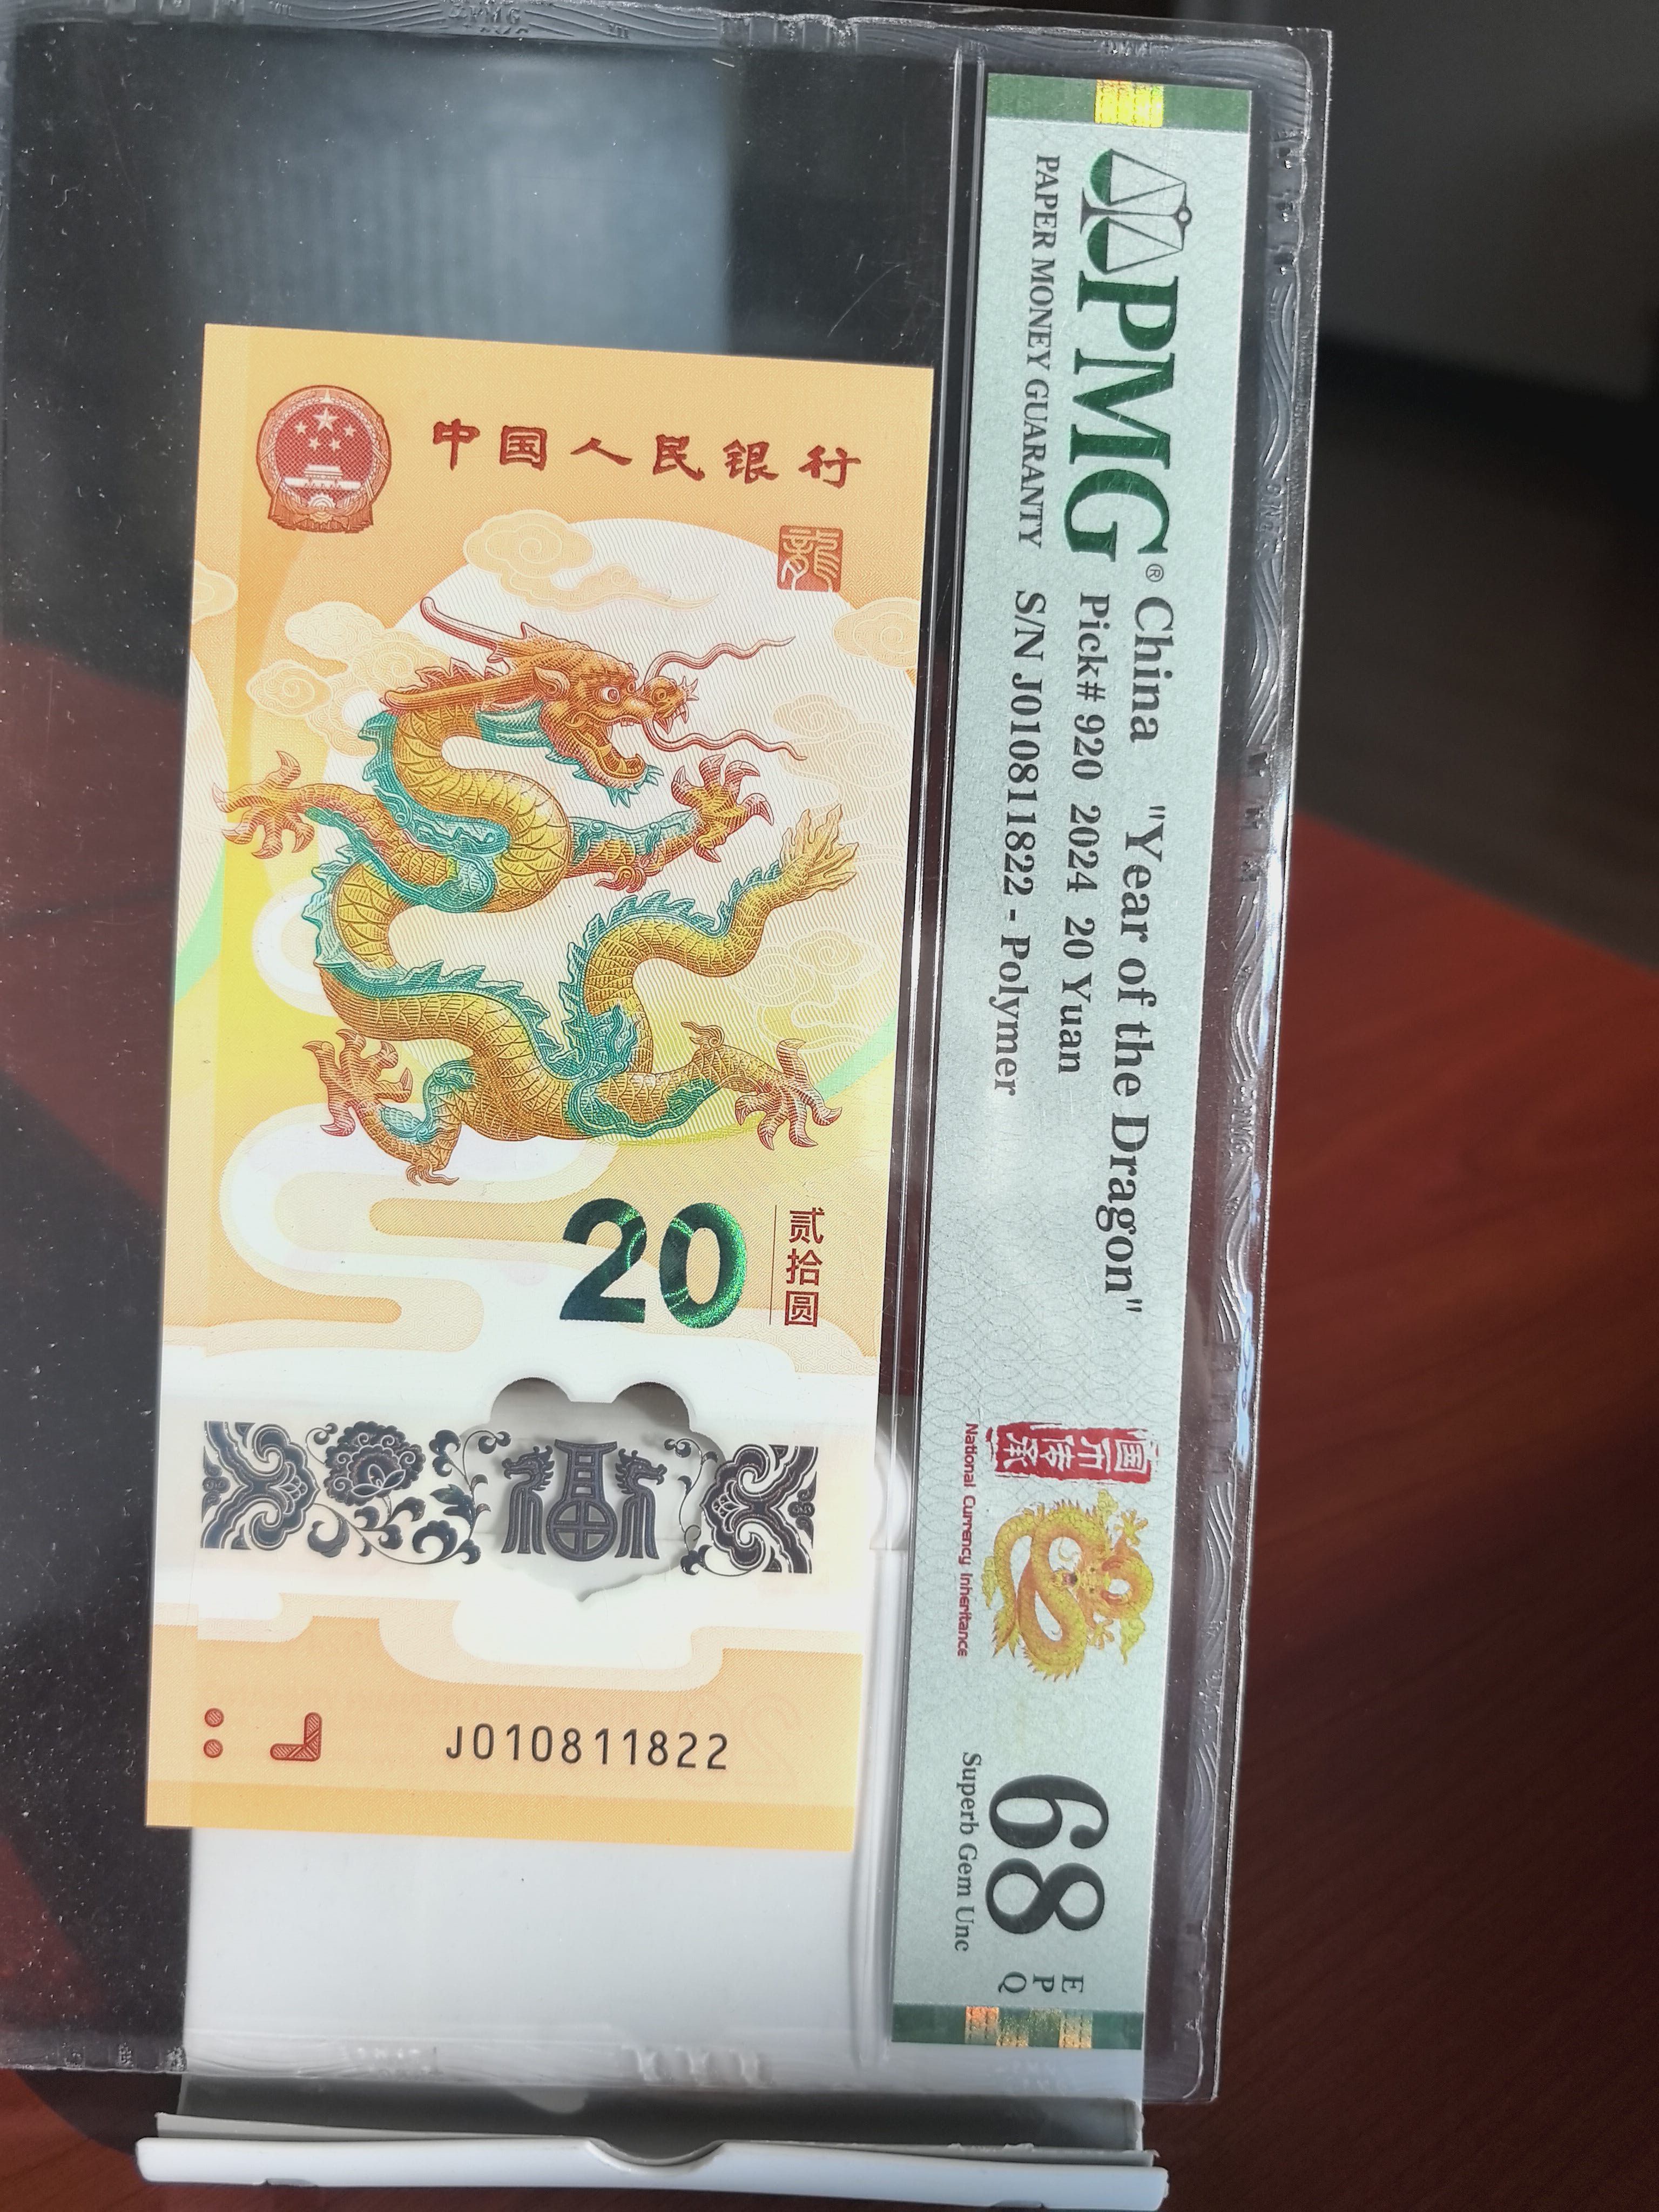 PMG®
PAPER MONEY GUARANTY
China "Year of the Dragon"
Pick# 920 2024 20 Yuan
S/N J010811822 - Polymer
国币传承
National Currency Inheritance
68
Superb Gem Unc
E
P
Q
中国人民银行
龍
20
贰拾圆
J010811822